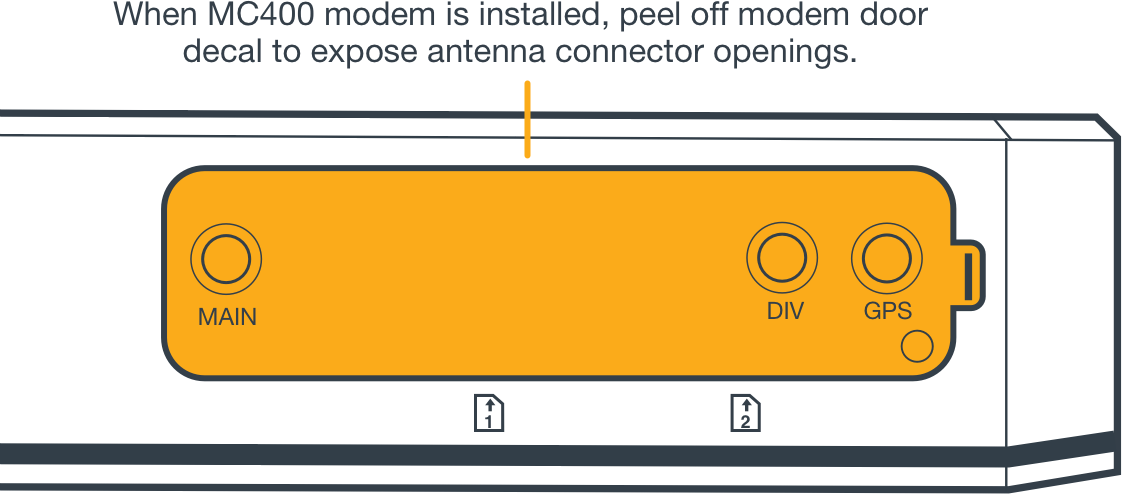 When MC400 modem is installed, peel off modem door
decal to expose antenna connector openings.
MAIN
DIV
GPS
1
2